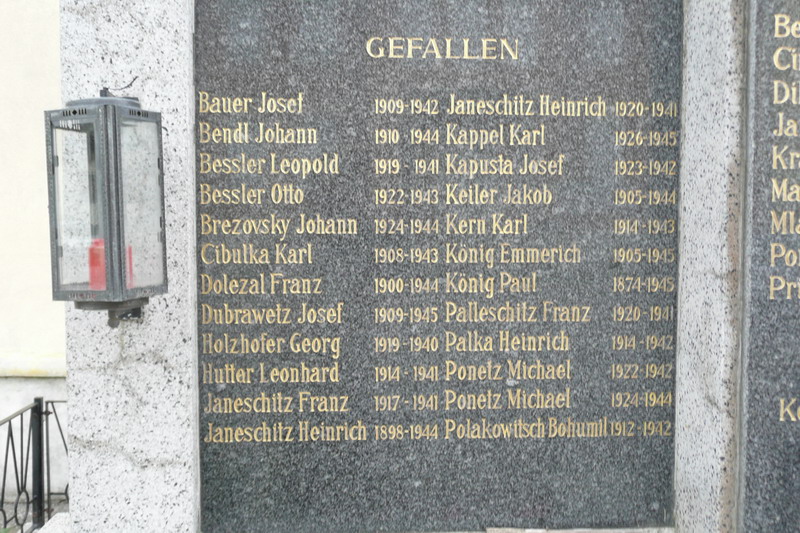 GEFALLEN
Bauer Josef 1909-1942 Janeschitz Heinrich 1920-1941
Bendl Johann 1910-1944 Kappel Karl 1926-1945
Bessler Leopold 1919-1941 Kapusta Josef 1923-1942
Bessler Otto 1922-1943 Keiler Jakob 1905-1944
Brezovsky Johann 1924-1944 Kern Karl 1914-1943
Cibulka Karl 1908-1943 König Emmerich 1905-1945
Dolezal Franz 1900-1944 König Paul 1874-1945
Dubrawetz Josef 1909-1945 Palleschitz Franz 1920-1941
Holzhofer Georg 1919-1940 Palka Heinrich 1914-1942
Hutter Leonhard 1914-1941 Ponetz Michael 1922-1942
Janeschitz Franz 1917-1941 Ponetz Michael 1924-1944
Janeschitz Heinrich 1898-1944 Polakowitsch Bohumil 1912-1942